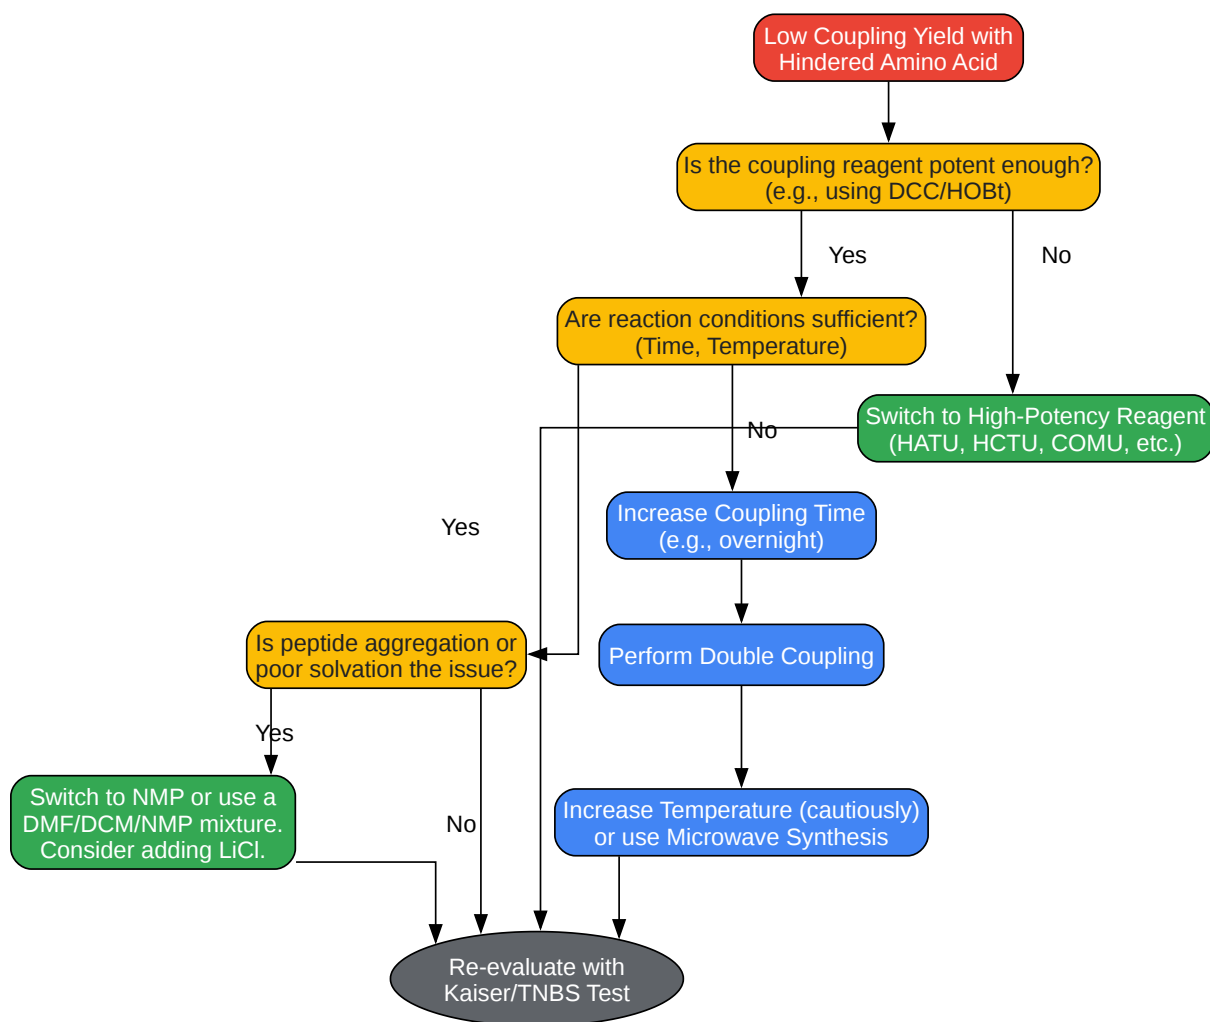 Low Coupling Yield with
Hindered Amino Acid
Is the coupling reagent potent enough?
(e.g., using DCC/HOBt)
Yes
No
Are reaction conditions sufficient?
(Time, Temperature)
Switch to High-Potency Reagent
(HATU, HCTU, COMU, etc.)
No
Increase Coupling Time
(e.g., overnight)
Yes
Is peptide aggregation or
poor solvation the issue?
Perform Double Coupling
Yes
Switch to NMP or use a
DMF/DCM/NMP mixture.
Consider adding LiCl.
No
Increase Temperature (cautiously)
or use Microwave Synthesis
Re-evaluate with
Kaiser/TNBS Test